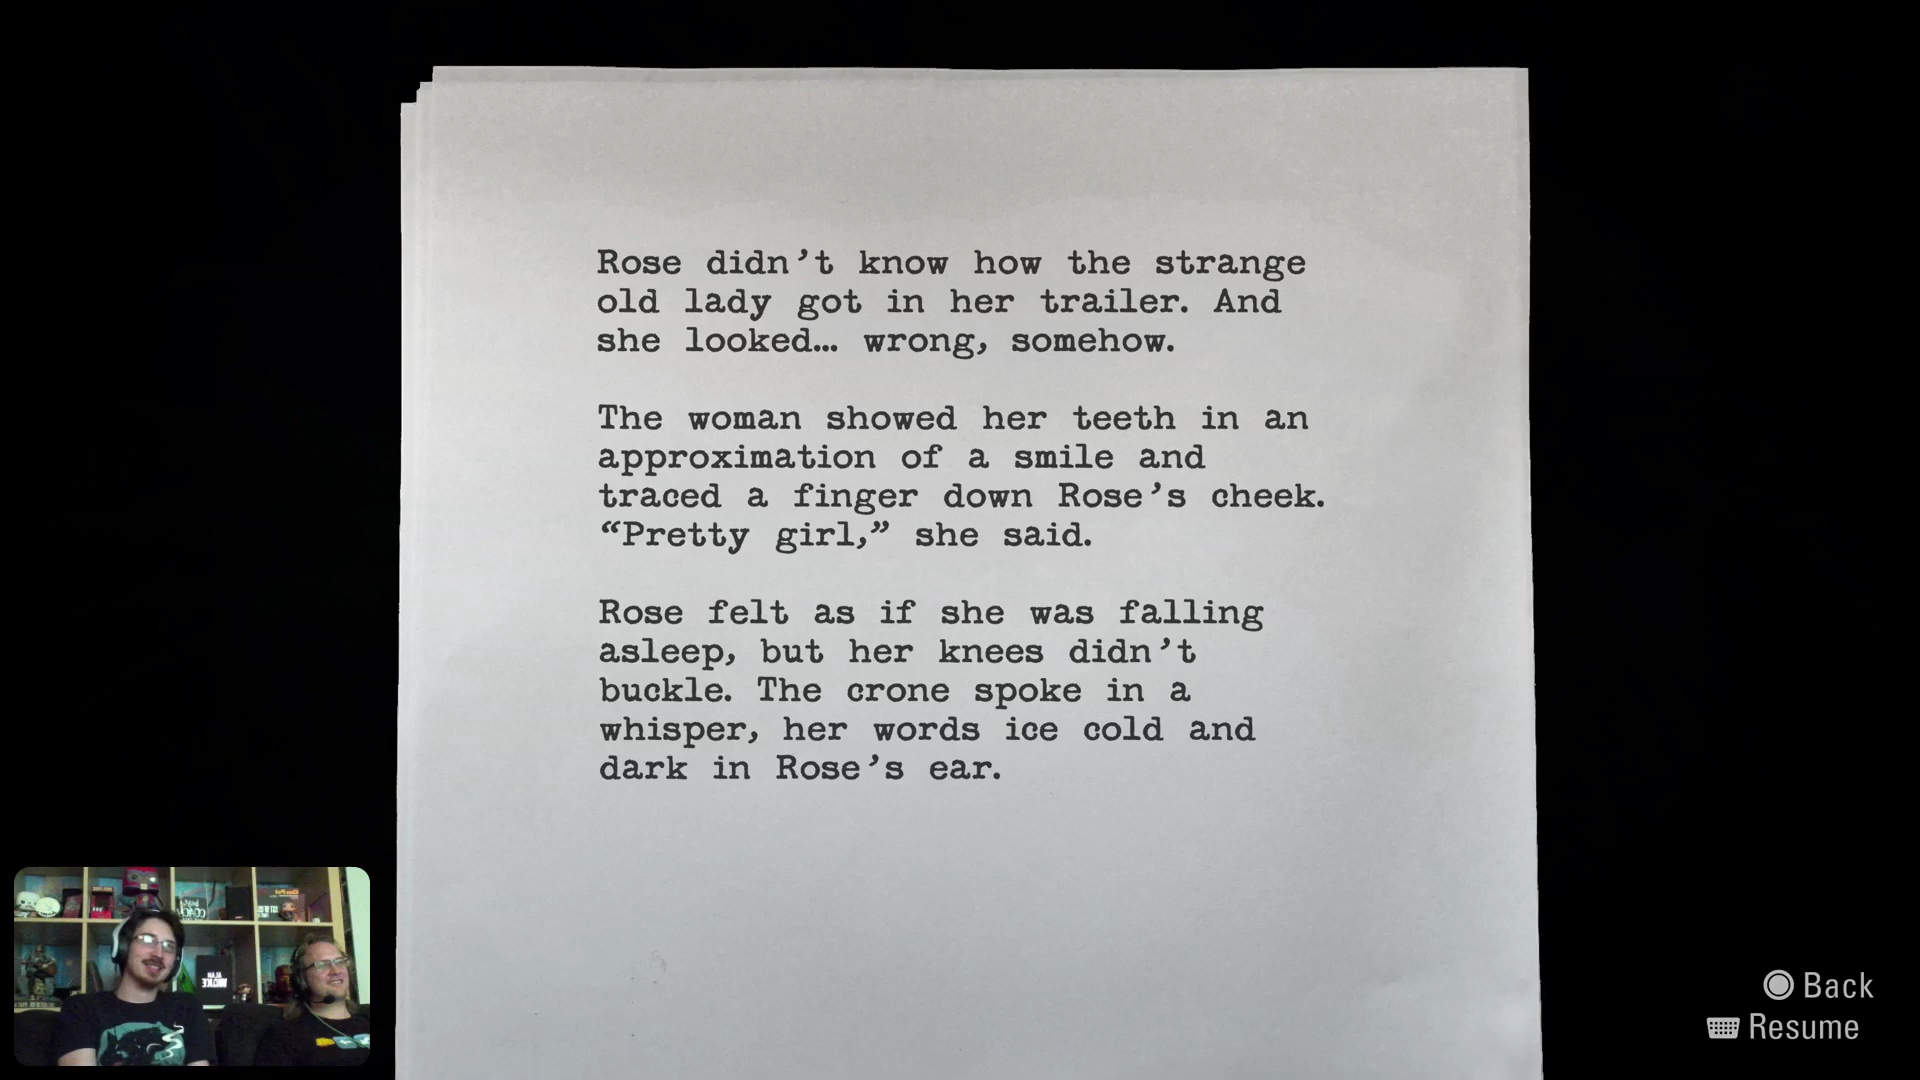 Rose didn’t know how the strange
old lady got in her trailer. And
she looked… wrong, somehow.
The woman showed her teeth in an
approximation of a smile and
traced a finger down Rose’s cheek.
“Pretty girl,” she said.
Rose felt as if she was falling
asleep, but her knees didn’t
buckle. The crone spoke in a
whisper, her words ice cold and
dark in Rose’s ear.
Back
Resume